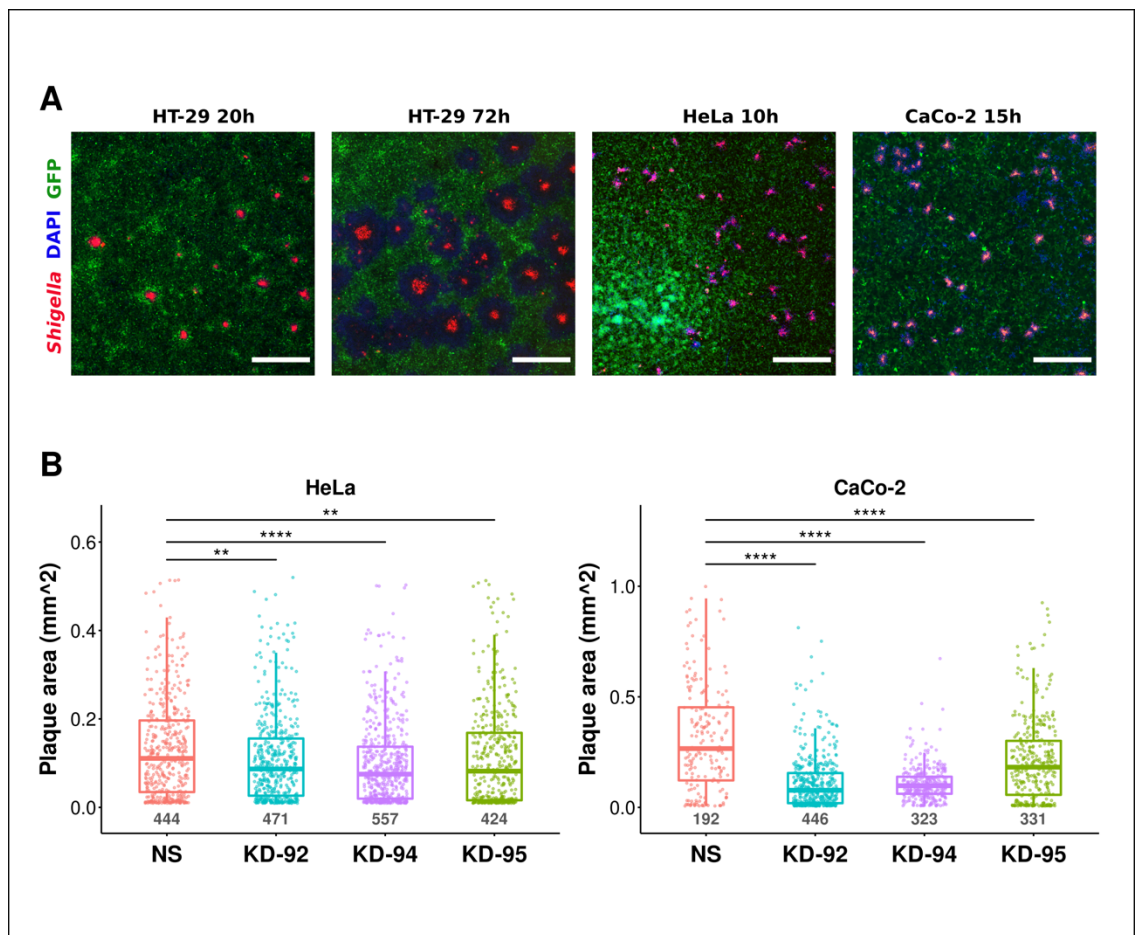 A
HT-29 20h
HT-29 72h
HeLa 10h
CaCo-2 15h
Shigella DAPI GFP
B
HeLa
CaCo-2
Plaque area (mm^2)
0.6
0.4
0.2
0.0
**
****
**
444 471 557 424
NS KD-92 KD-94 KD-95
Plaque area (mm^2)
1.0
0.5
0.0
****
****
****
192 446 323 331
NS KD-92 KD-94 KD-95